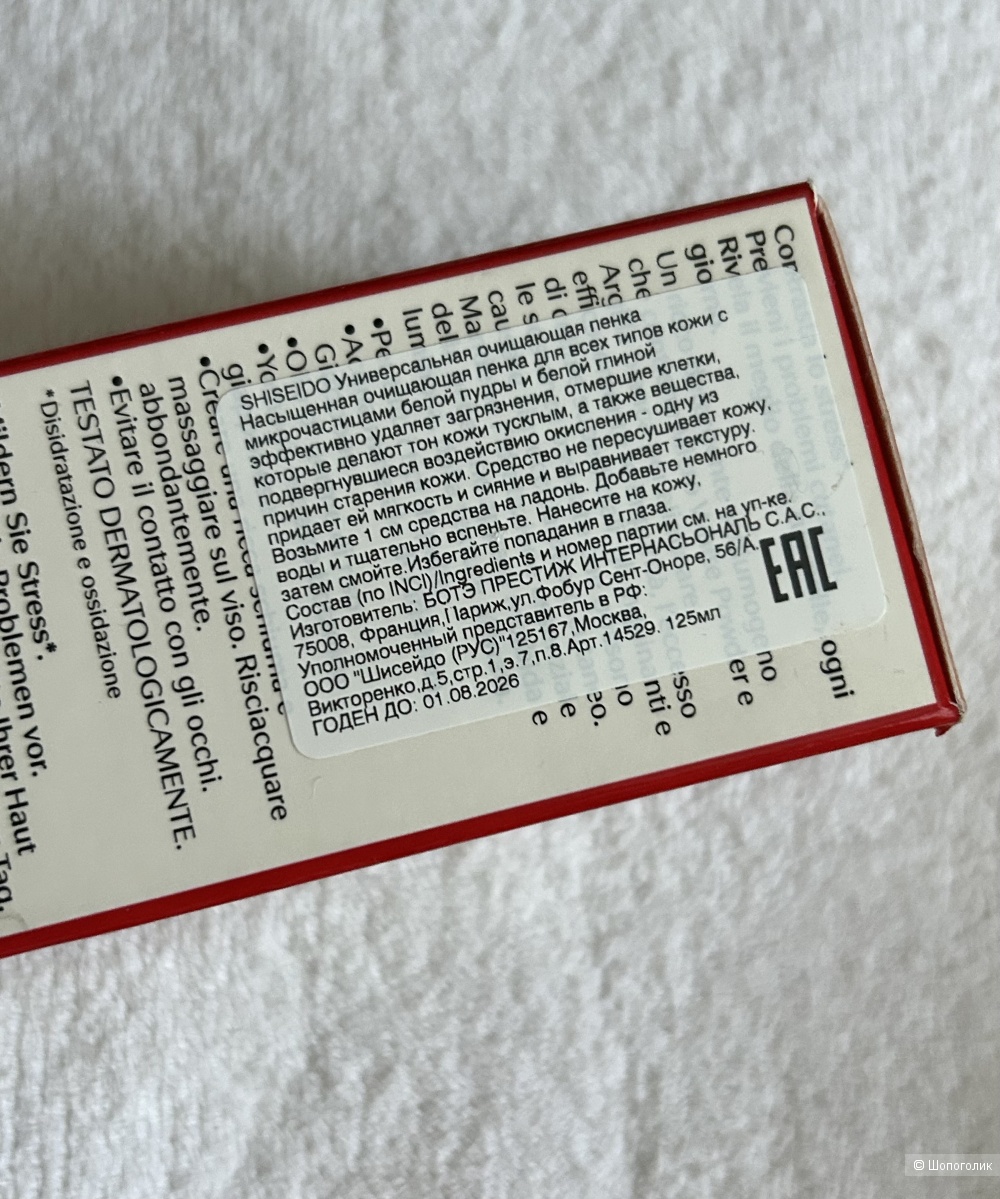 SHISEIDO Универсальная очищающая пенка
Насыщенная очищающая пенка для всех типов кожи с
микрочастицами белой пудры и белой глиной
эффективно удаляет загрязнения, отмершие клетки,
которые делают тон кожи тусклым, а также вещества,
подвергнувшиеся воздействию окисления - одну из
причин старения кожи. Средство не пересушивает кожу,
придает ей мягкость и сияние и выравнивает текстуру.
Возьмите 1 см средства на ладонь. Добавьте немного
воды и тщательно вспеньте. Нанесите на кожу,
затем смойте.Избегайте попадания в глаза.
Состав (по INCI)/Ingredients и номер партии см. на уп-ке.
Изготовитель: БОТЭ ПРЕСТИЖ ИНТЕРНАСЬОНАЛЬ С.А.С.,
75008, Франция,Париж,ул.Фобур Сент-Оноре, 56/А.
Уполномоченный представитель в РФ:
ООО "Шисейдо (РУС)"125167,Москва,
Викторенко,д.5,стр.1,э.7,п.8.Арт.14529. 125мл
ГОДЕН ДО: 01.08.2026
EAC
ogni
massaggiare sul viso. Risciacquare
abbondantemente.
•Evitare il contatto con gli occhi.
TESTATO DERMATOLOGICAMENTE.
*Disidratazione e ossidazione
Sie Stress*.
Problemen vor.
Ihrer Haut
Tag.
© Шопоголик